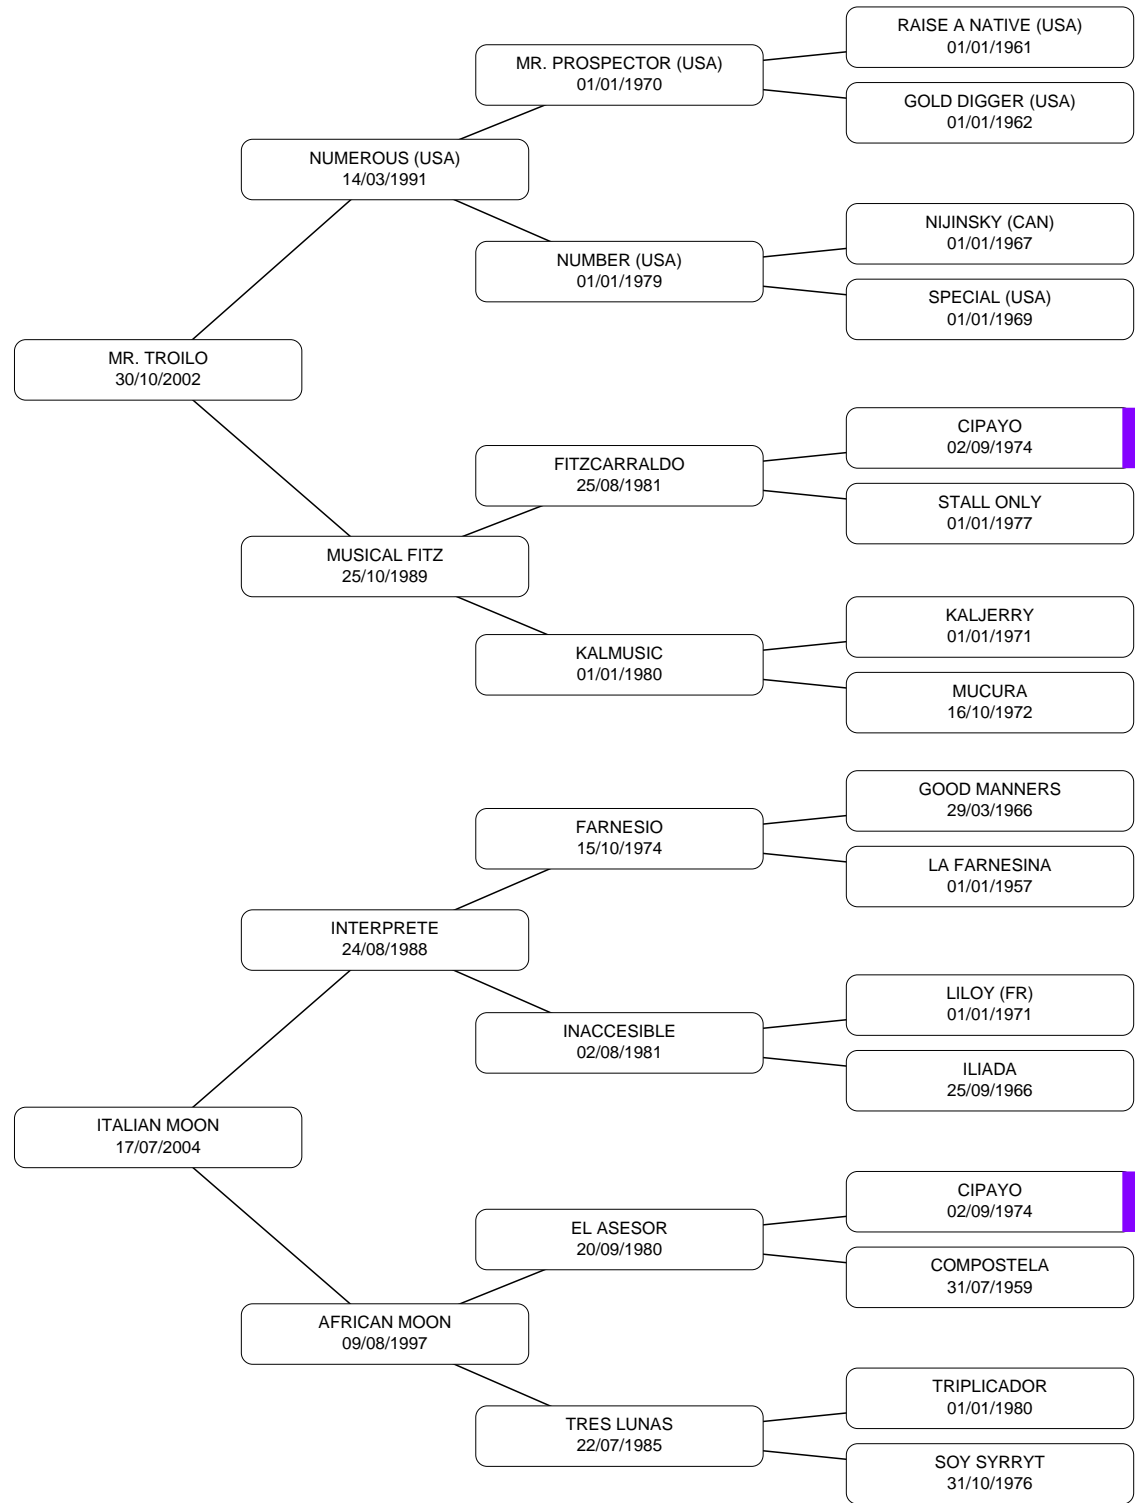 RAISE A NATIVE (USA)
01/01/1961
MR. PROSPECTOR (USA)
01/01/1970
GOLD DIGGER (USA)
01/01/1962
NUMEROUS (USA)
14/03/1991
NIJINSKY (CAN)
01/01/1967
NUMBER (USA)
01/01/1979
SPECIAL (USA)
01/01/1969
MR. TROILO
30/10/2002
CIPAYO
02/09/1974
FITZCARRALDO
25/08/1981
STALL ONLY
01/01/1977
MUSICAL FITZ
25/10/1989
KALJERRY
01/01/1971
KALMUSIC
01/01/1980
MUCURA
16/10/1972
GOOD MANNERS
29/03/1966
FARNESIO
15/10/1974
LA FARNESINA
01/01/1957
INTERPRETE
24/08/1988
LILOY (FR)
01/01/1971
INACCESIBLE
02/08/1981
ILIADA
25/09/1966
ITALIAN MOON
17/07/2004
CIPAYO
02/09/1974
EL ASESOR
20/09/1980
COMPOSTELA
31/07/1959
AFRICAN MOON
09/08/1997
TRIPLICADOR
01/01/1980
TRES LUNAS
22/07/1985
SOY SYRRYT
31/10/1976